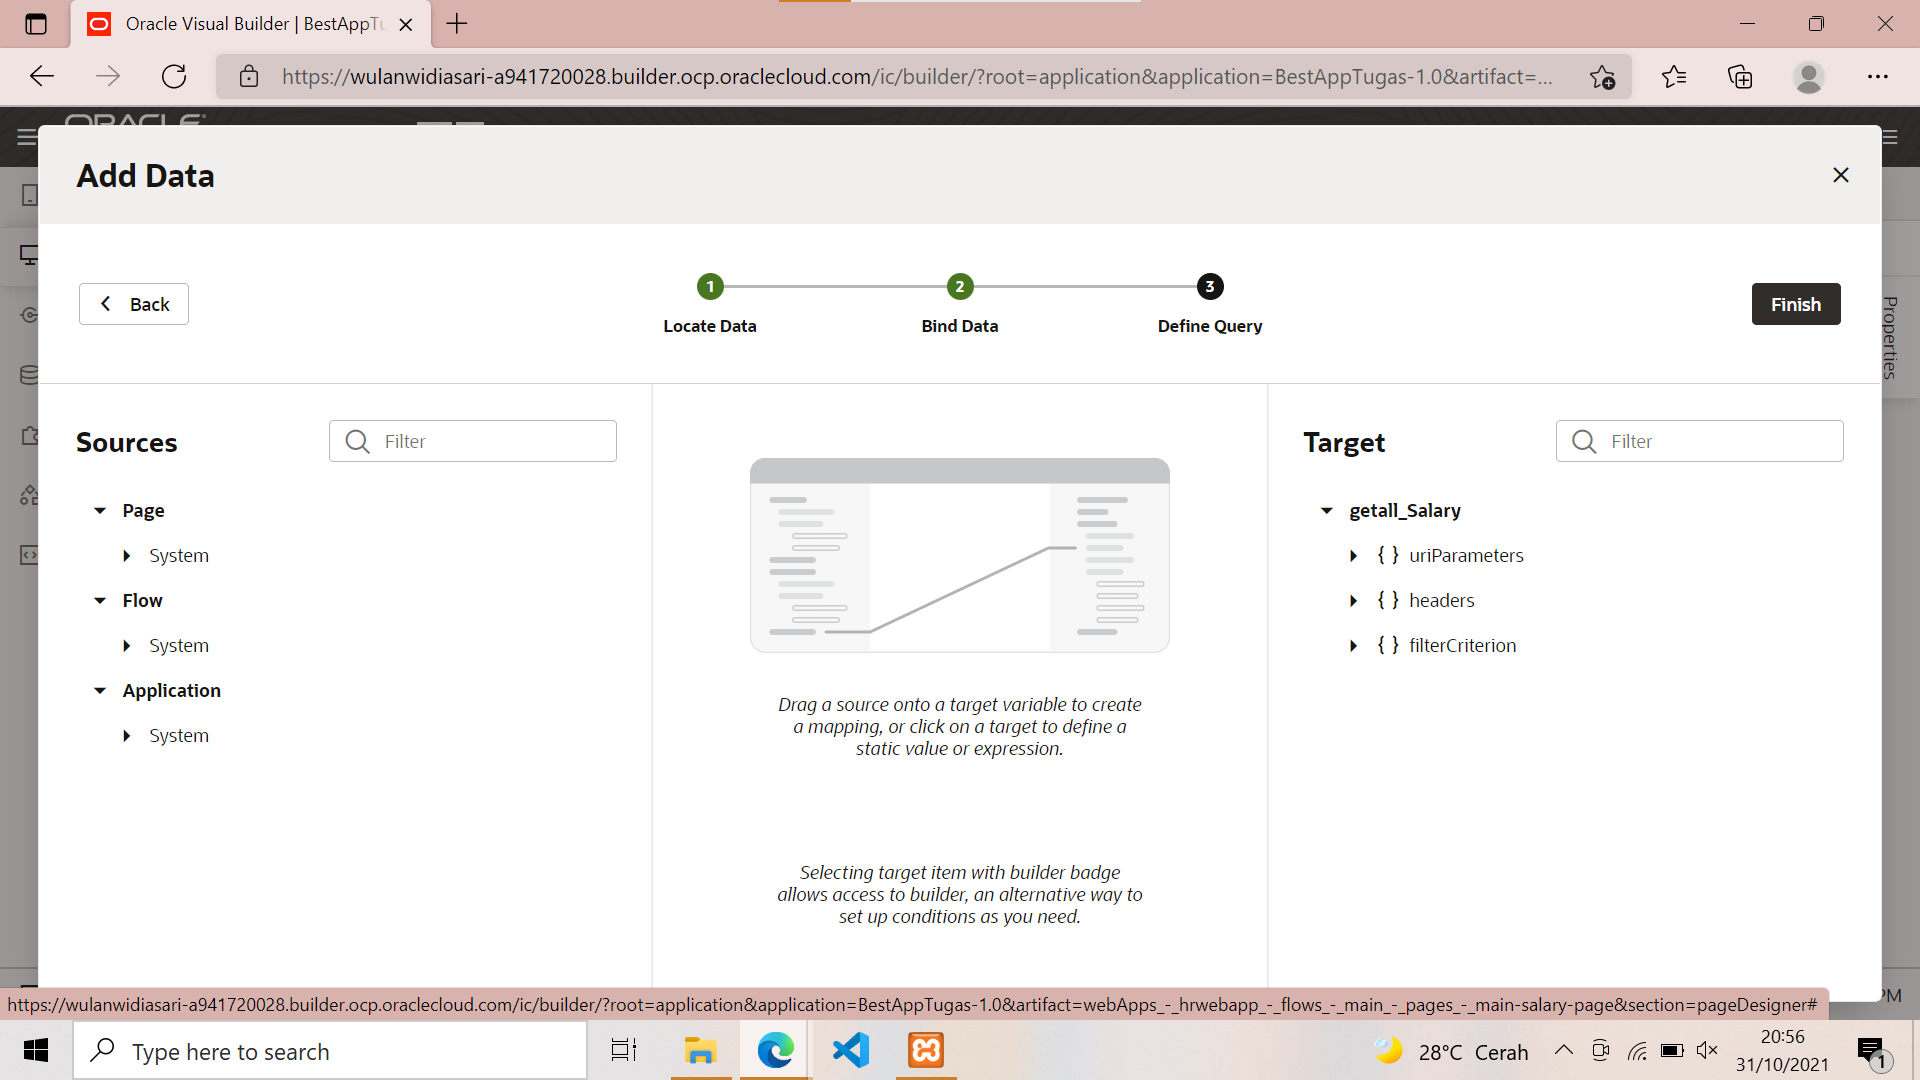 Oracle Visual Builder | BestAppTu
https://wulanwidiasari-a941720028.builder.ocp.oraclecloud.com/ic/builder/?root=application&application=BestAppTugas-1.0&artifact=...
ORACLE
Add Data
Back
1
2
3
Locate Data
Bind Data
Define Query
Finish
Properties
Sources
Filter
Target
Filter
Page
System
Flow
System
Application
System
getall_Salary
{ } uriParameters
{ } headers
{ } filterCriterion
Drag a source onto a target variable to create
a mapping, or click on a target to define a
static value or expression.
Selecting target item with builder badge
allows access to builder, an alternative way to
set up conditions as you need.
https://wulanwidiasari-a941720028.builder.ocp.oraclecloud.com/ic/builder/?root=application&application=BestAppTugas-1.0&artifact=webApps_-_hrwebapp_-_flows_-_main_-_pages_-_main-salary-page&section=pageDesigner#
PM
Type here to search
28°C Cerah
20:56
31/10/2021
1